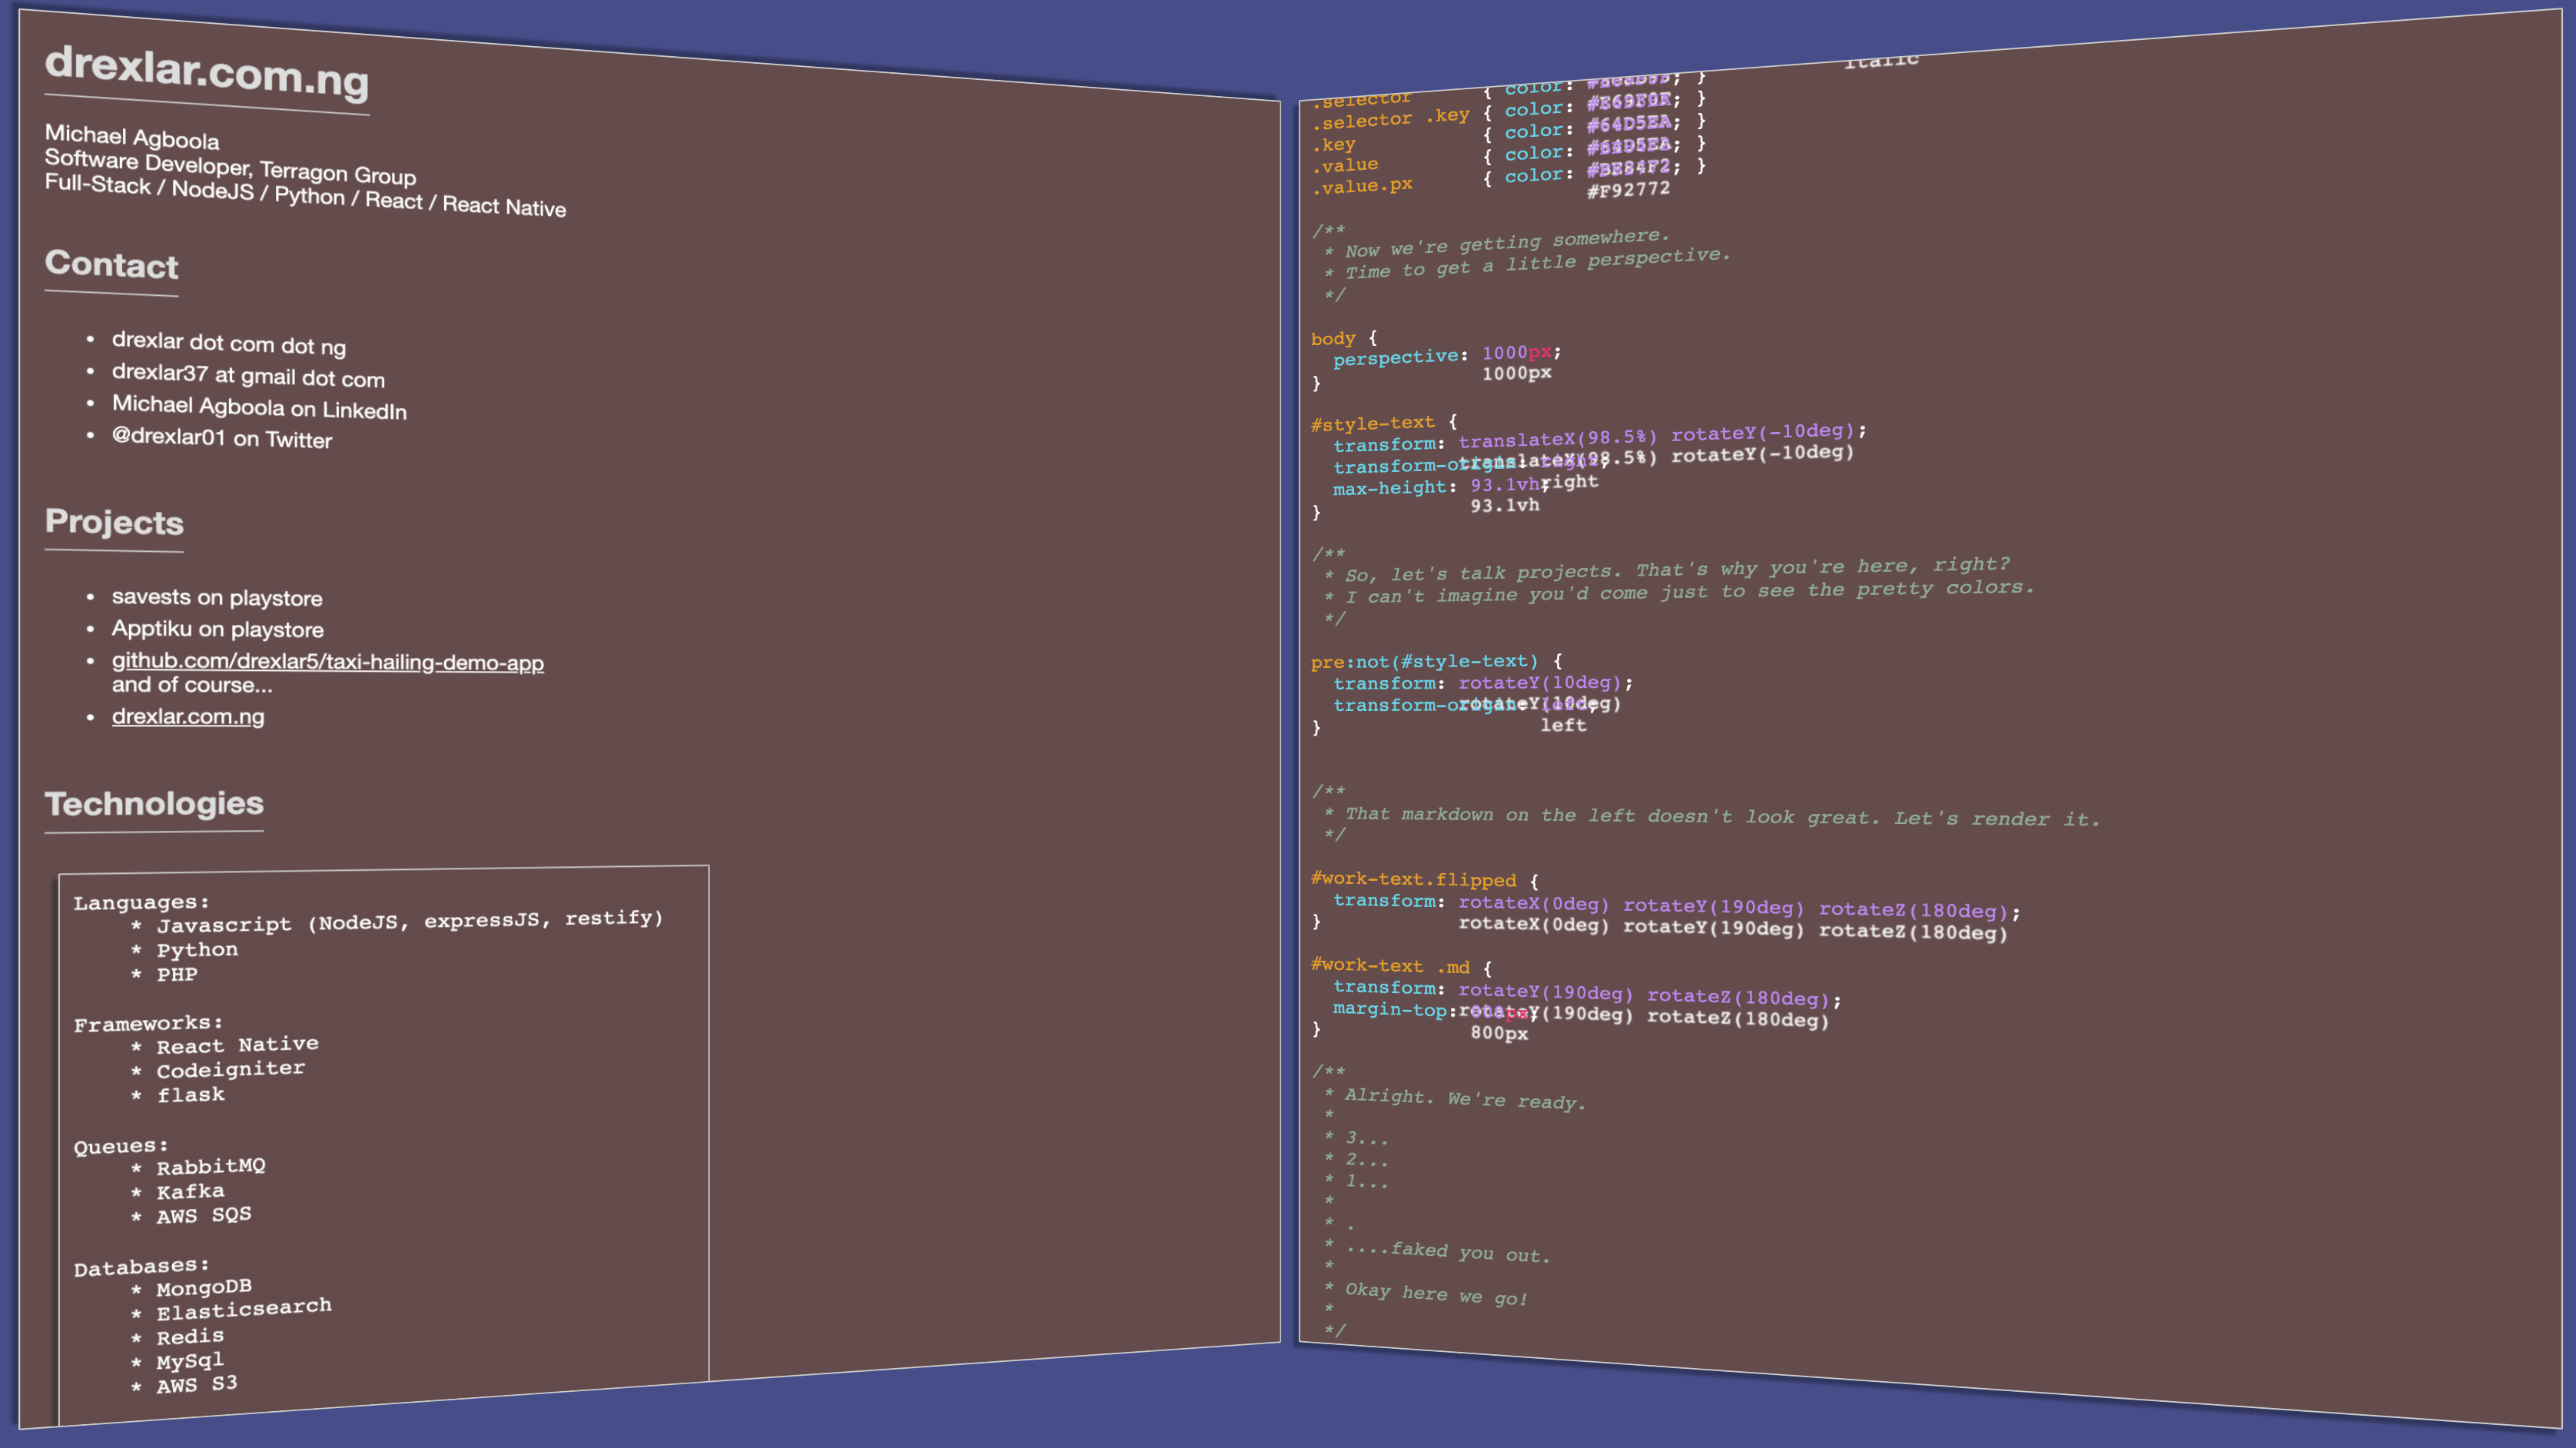 drexlar.com.ng
Michael Agboola
Software Developer, Terragon Group
Full-Stack / NodeJS / Python / React / React Native
Contact
• drexlar dot com dot ng
• drexlar37 at gmail dot com
• Michael Agboola on LinkedIn
• @drexlar01 on Twitter
Projects
• savests on playstore
• Apptiku on playstore
• github.com/drexlar5/taxi-hailing-demo-app
and of course...
• drexlar.com.ng
Technologies
Languages:
* Javascript (NodeJS, expressJS, restify)
* Python
* PHP
Frameworks:
* React Native
* Codeigniter
* flask
Queues:
* RabbitMQ
* Kafka
* AWS SQS
Databases:
* MongoDB
* Elasticsearch
* Redis
* MySql
* AWS S3
italic
.selector { color: ; }
.selector .key { color: ; }
.key { color: #64D5EA; }
.value { color: ; }
.value.px { color: ; }
#F92772
/**
* Now we're getting somewhere.
* Time to get a little perspective.
*/
body {
perspective: 1000px;
1000px
}
#style-text {
transform: translateX(98.5%) rotateY(-10deg);
translateX(98.5%) rotateY(-10deg)
transform-origin: right;
right
max-height: 93.1vh;
93.1vh
}
/**
* So, let's talk projects. That's why you're here, right?
* I can't imagine you'd come just to see the pretty colors.
*/
pre:not(#style-text) {
transform: rotateY(10deg);
rotateY(10deg)
transform-origin: left;
left
}
/**
* That markdown on the left doesn't look great. Let's render it.
*/
#work-text.flipped {
transform: rotateX(0deg) rotateY(190deg) rotateZ(180deg);
rotateX(0deg) rotateY(190deg) rotateZ(180deg)
}
#work-text .md {
transform: rotateY(190deg) rotateZ(180deg);
rotateY(190deg) rotateZ(180deg)
margin-top: 800px;
800px
}
/**
* Alright. We're ready.
*
* 3...
* 2...
* 1...
*
* .
* ....faked you out.
*
* Okay here we go!
*
*/